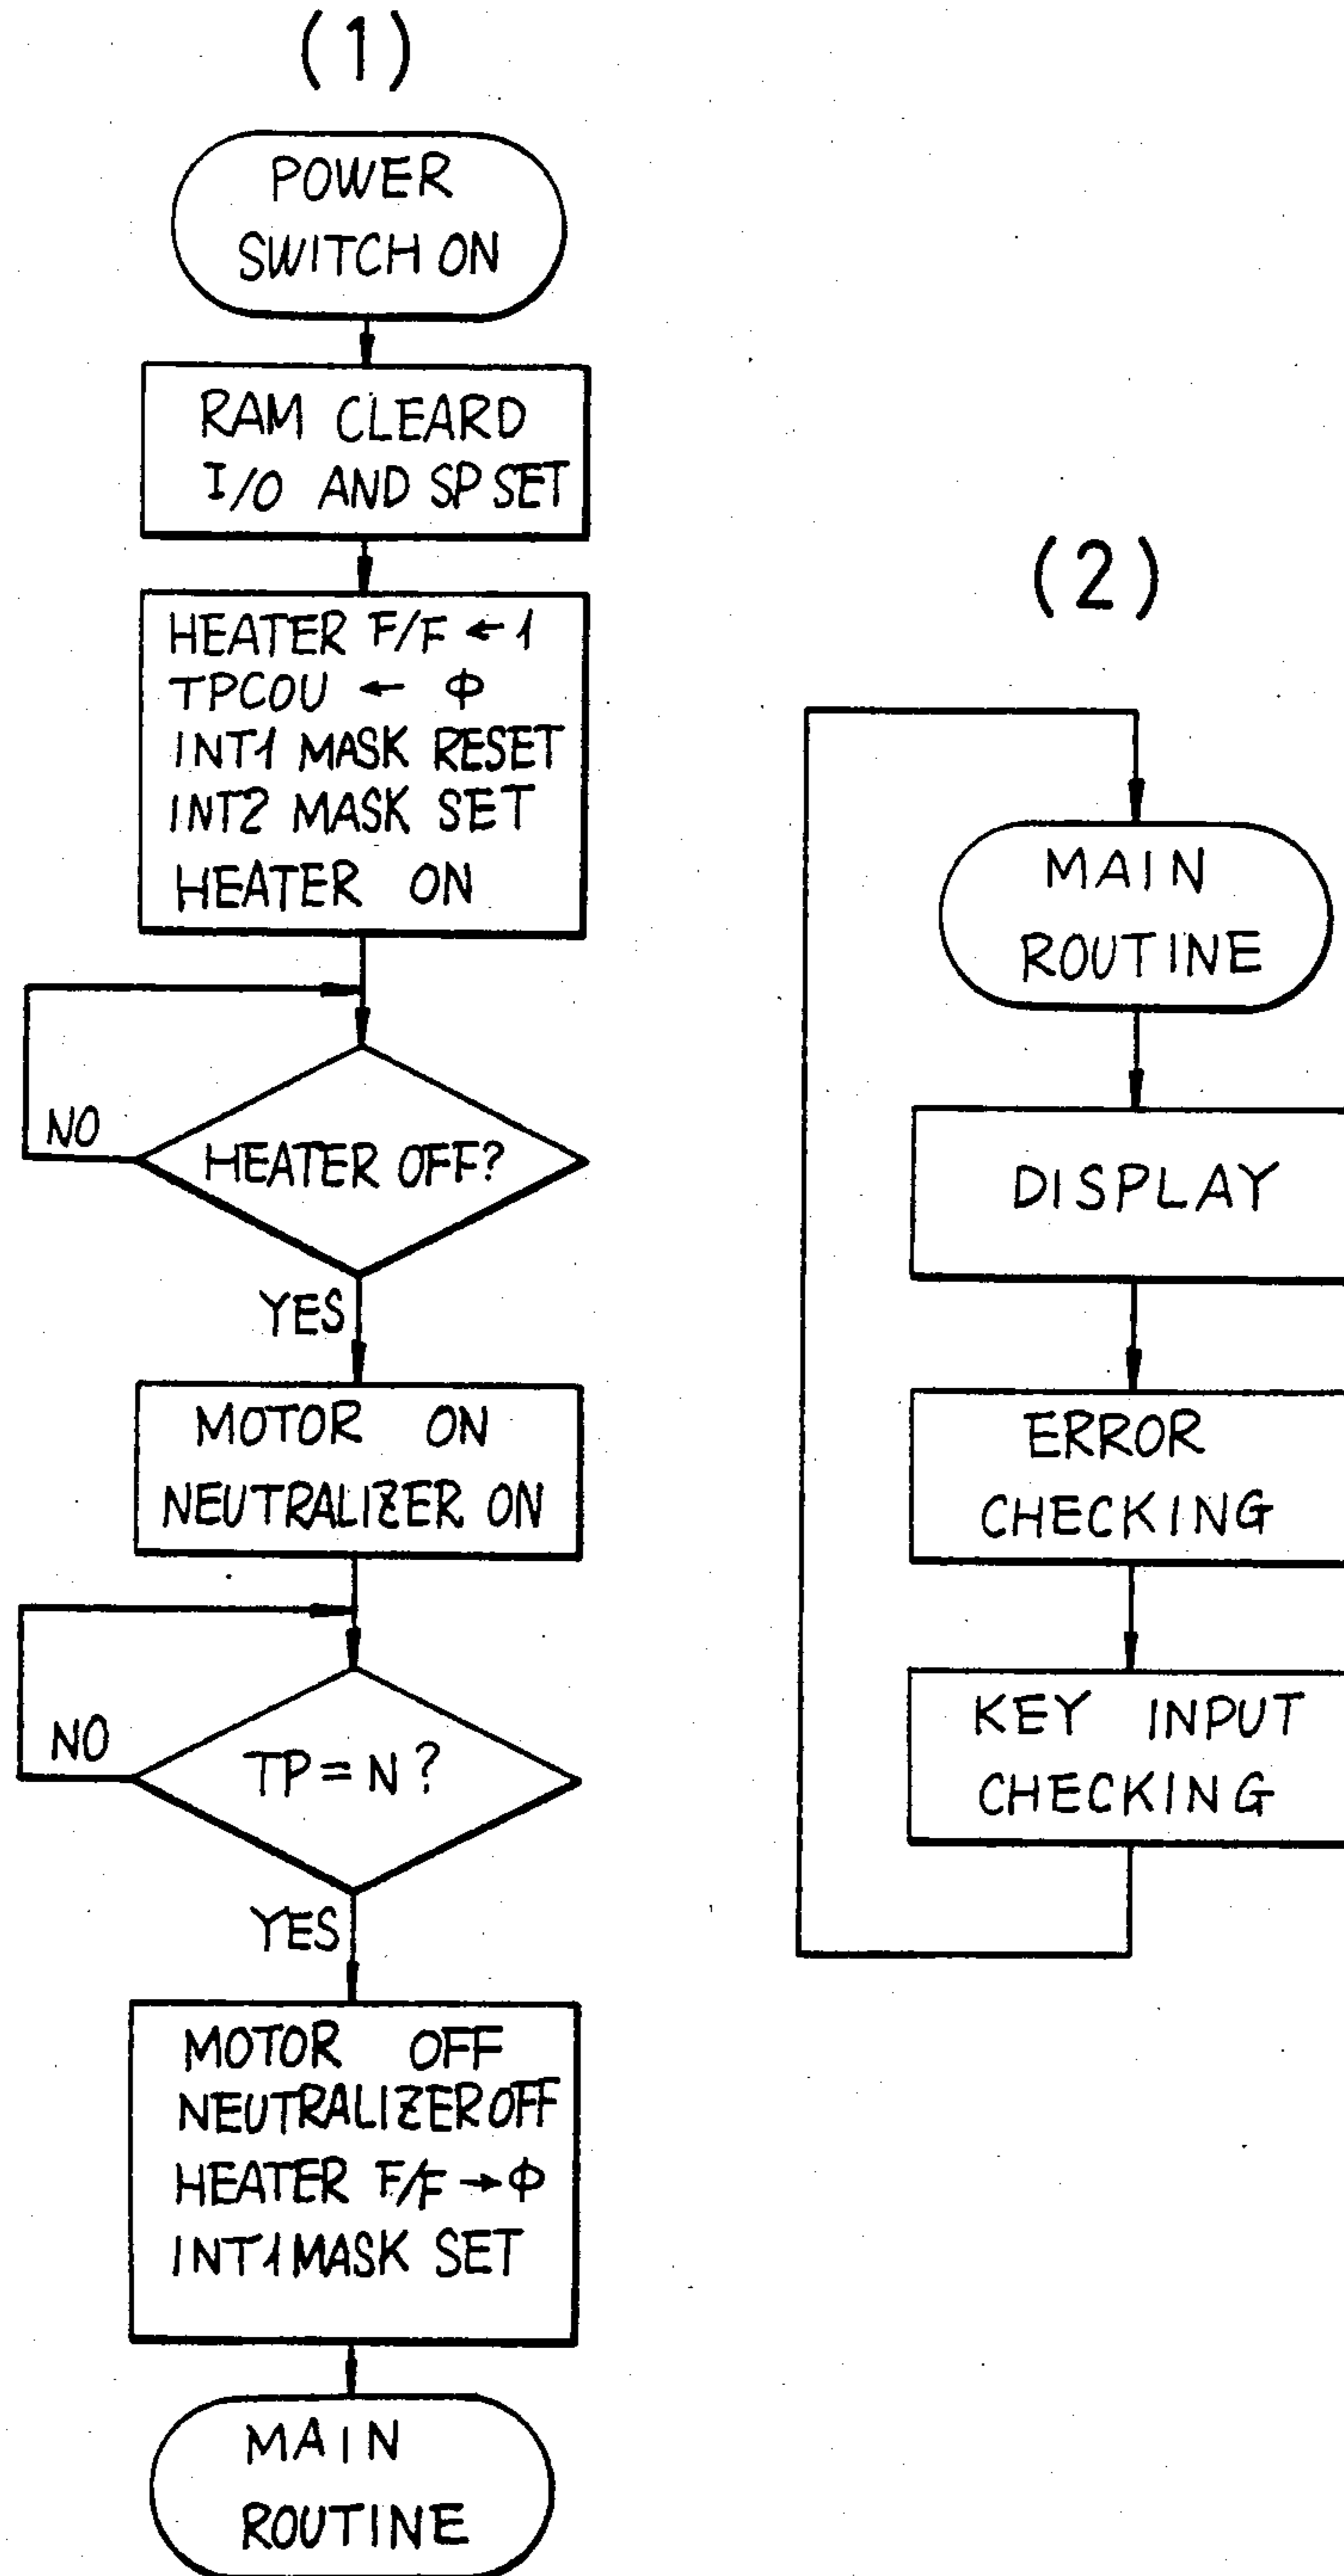 (1)
POWER
SWITCH ON
RAM CLEARD
I/O AND SP SET
HEATER F/F ← 1
TPCOU ← Φ
INT1 MASK RESET
INT2 MASK SET
HEATER ON
NO
HEATER OFF?
YES
MOTOR ON
NEUTRALIZER ON
NO
TP = N ?
YES
MOTOR OFF
NEUTRALIZER OFF
HEATER F/F → Φ
INT1 MASK SET
MAIN
ROUTINE
(2)
MAIN
ROUTINE
DISPLAY
ERROR
CHECKING
KEY INPUT
CHECKING